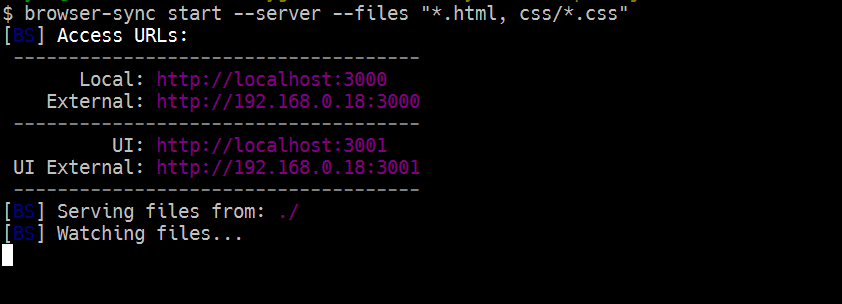 $ browser-sync start --server --files "*.html, css/*.css"
[BS] Access URLs:
 -------------------------------------
       Local: http://localhost:3000
    External: http://192.168.0.18:3000
 -------------------------------------
          UI: http://localhost:3001
 UI External: http://192.168.0.18:3001
 -------------------------------------
[BS] Serving files from: ./
[BS] Watching files...